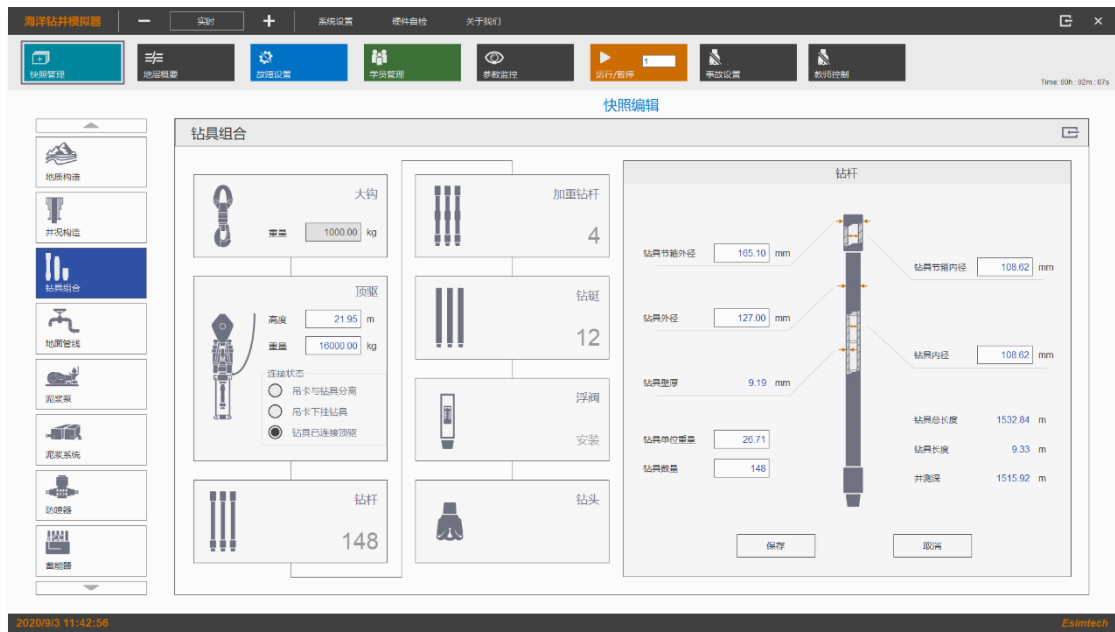 海洋钻井模拟器 实时 系统设置 硬件自检 关于我们
快照管理 地层概要 故障设置 学员管理 参数监控 运行/暂停 1 事故设置 教师控制
Time: 00h : 02m : 07s
快照编辑
地质构造
井况构造
钻具组合
地面管线
泥浆泵
泥浆系统
防喷器
蓄能器
钻具组合
大钩
重量 1000.00 kg
顶驱
高度 21.95 m
重量 16000.00 kg
连接状态
吊卡与钻具分离
吊卡下挂钻具
钻具已连接顶驱
钻杆
148
加重钻杆
4
钻铤
12
浮阀
安装
钻头
钻杆
钻具节箍外径 165.10 mm
钻具节箍内径 108.62 mm
钻具外径 127.00 mm
钻具内径 108.62 mm
钻具壁厚 9.19 mm
钻具总长度 1532.84 m
钻具单位重量 26.71
钻具长度 9.33 m
钻具数量 148
井测深 1515.92 m
保存 取消
2020/9/3 11:42:56 Esimtech